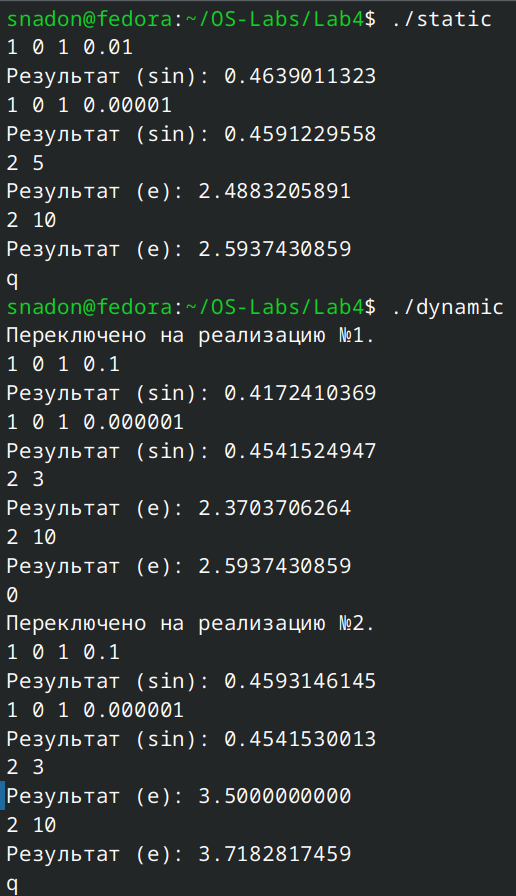 snadon@fedora:~/OS-Labs/Lab4$ ./static
1 0 1 0.01
Результат (sin): 0.4639011323
1 0 1 0.00001
Результат (sin): 0.4591229558
2 5
Результат (e): 2.4883205891
2 10
Результат (e): 2.5937430859
q
snadon@fedora:~/OS-Labs/Lab4$ ./dynamic
Переключено на реализацию №1.
1 0 1 0.1
Результат (sin): 0.4172410369
1 0 1 0.000001
Результат (sin): 0.4541524947
2 3
Результат (e): 2.3703706264
2 10
Результат (e): 2.5937430859
0
Переключено на реализацию №2.
1 0 1 0.1
Результат (sin): 0.4593146145
1 0 1 0.000001
Результат (sin): 0.4541530013
2 3
Результат (e): 3.5000000000
2 10
Результат (e): 3.7182817459
q